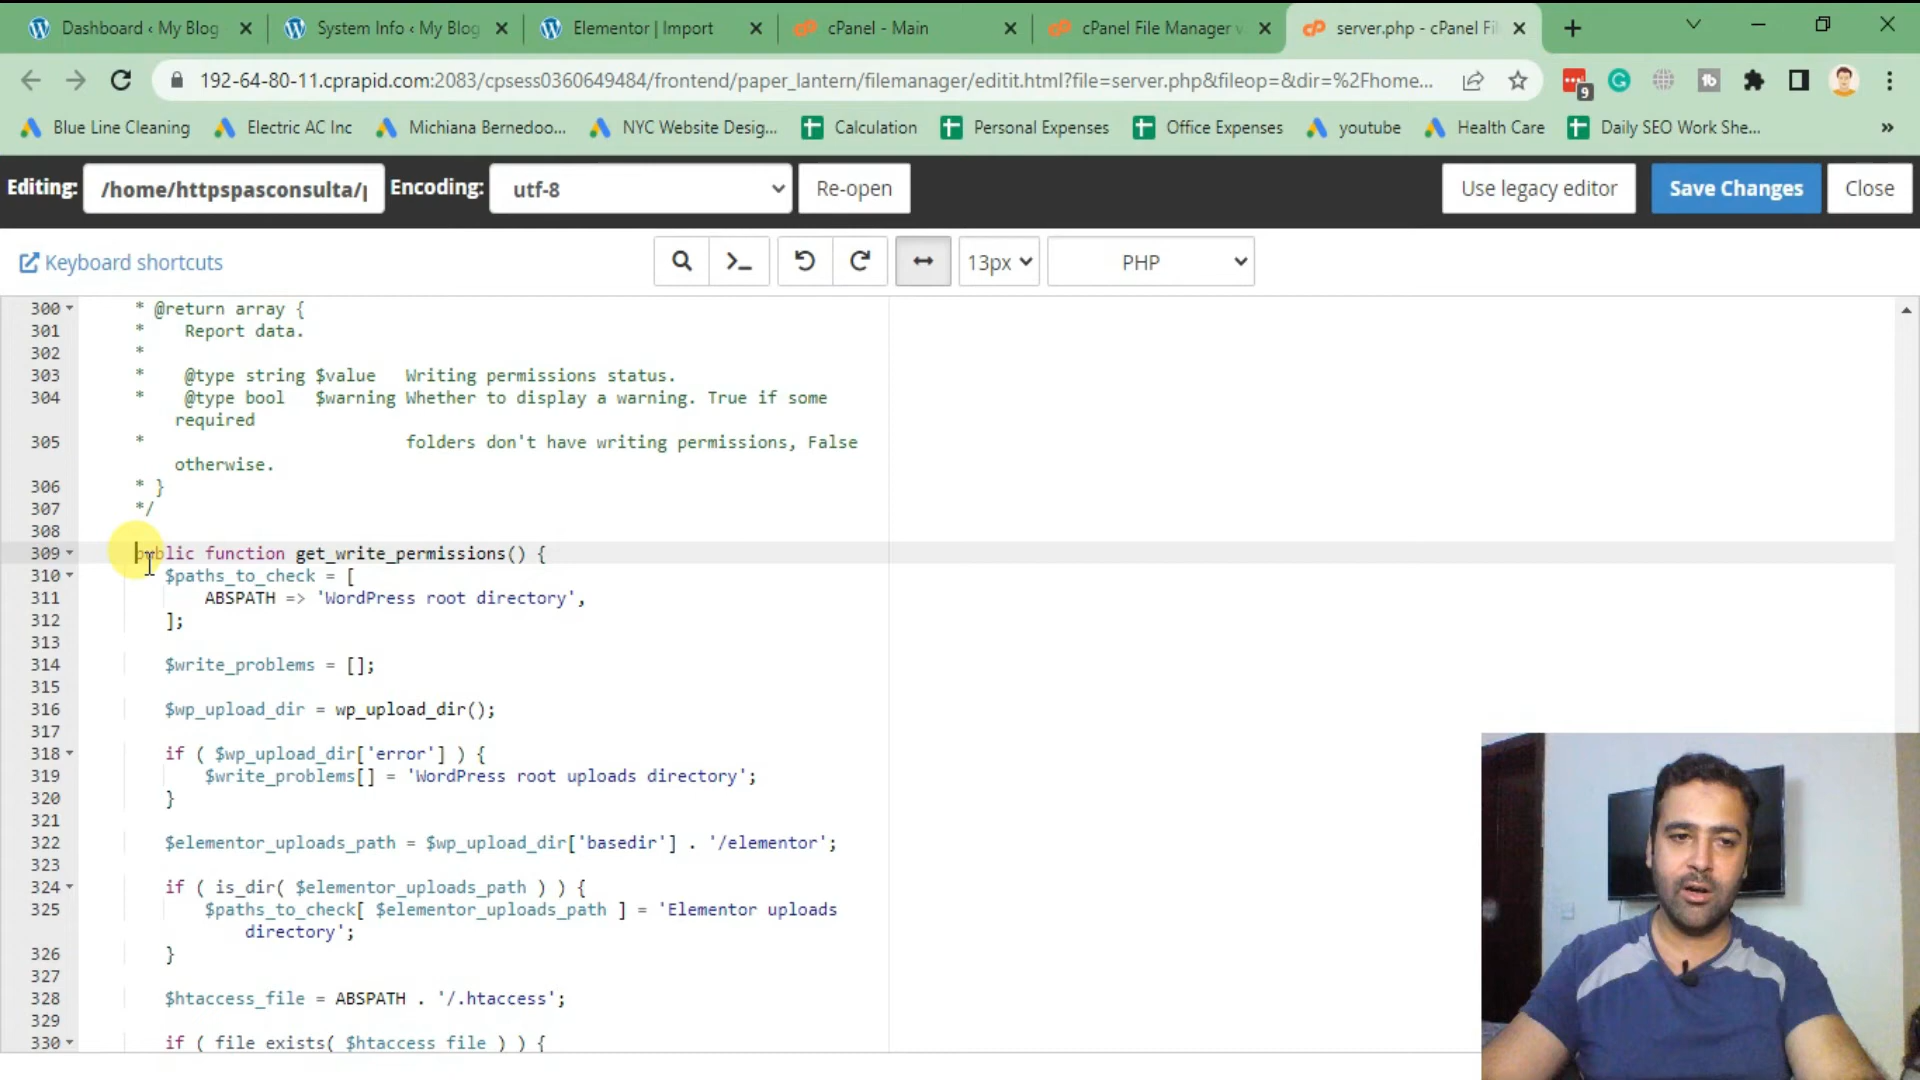 Dashboard ‹ My Blog
System Info ‹ My Blog
Elementor | Import
cPanel - Main
cPanel File Manager v
server.php - cPanel Fi
192-64-80-11.cprapid.com:2083/cpsess0360649484/frontend/paper_lantern/filemanager/editit.html?file=server.php&fileop=&dir=%2Fhome...
9
Blue Line Cleaning
Electric AC Inc
Michiana Bernedoo...
NYC Website Desig...
Calculation
Personal Expenses
Office Expenses
youtube
Health Care
Daily SEO Work She...
»
Editing: /home/httpspasconsulta/p
Encoding: utf-8
Re-open
Use legacy editor
Save Changes
Close
Keyboard shortcuts
13px
PHP
300 * @return array {
301 * Report data.
302 *
303 * @type string $value Writing permissions status.
304 * @type bool $warning Whether to display a warning. True if some
required
305 * folders don't have writing permissions, False
otherwise.
306 * }
307 */
308
309 public function get_write_permissions() {
310 $paths_to_check = [
311 ABSPATH => 'WordPress root directory',
312 ];
313
314 $write_problems = [];
315
316 $wp_upload_dir = wp_upload_dir();
317
318 if ( $wp_upload_dir['error'] ) {
319 $write_problems[] = 'WordPress root uploads directory';
320 }
321
322 $elementor_uploads_path = $wp_upload_dir['basedir'] . '/elementor';
323
324 if ( is_dir( $elementor_uploads_path ) ) {
325 $paths_to_check[ $elementor_uploads_path ] = 'Elementor uploads
directory';
326 }
327
328 $htaccess_file = ABSPATH . '/.htaccess';
329
330 if ( file_exists( $htaccess_file ) ) {